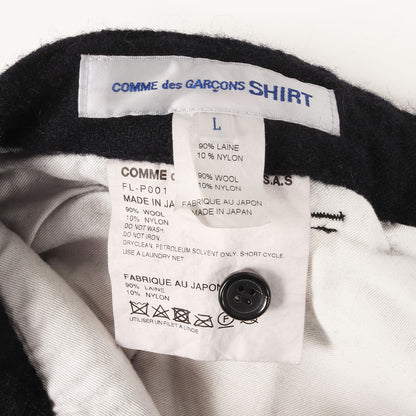 COMME des GARÇONS SHIRT
L
90% LAINE
10% NYLON
90% WOOL
10% NYLON
FABRIQUE AU JAPON
MADE IN JAPAN
COMME d S.A.S
FL-P001
MADE IN JA
90% WOOL
10% NYLON
DO NOT WASH.
DO NOT IRON.
DRYCLEAN, PETROLEUM SOLVENT ONLY. SHORT CYCLE.
USE A LAUNDRY NET
FABRIQUE AU JAPON
90% LAINE
10% NYLON
F
UTILISER UN FILET A LINGE